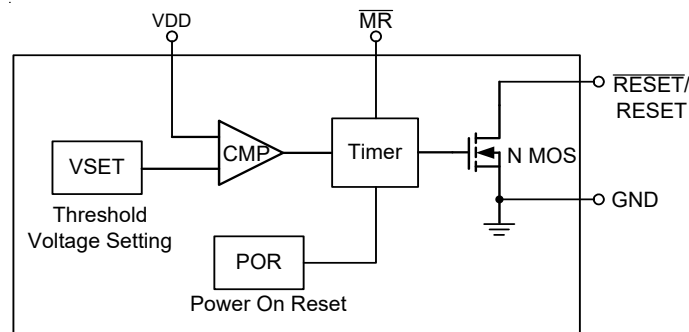 VDD
MR
RESET/
RESET
VSET
CMP
Timer
N MOS
Threshold
Voltage Setting
GND
POR
Power On Reset